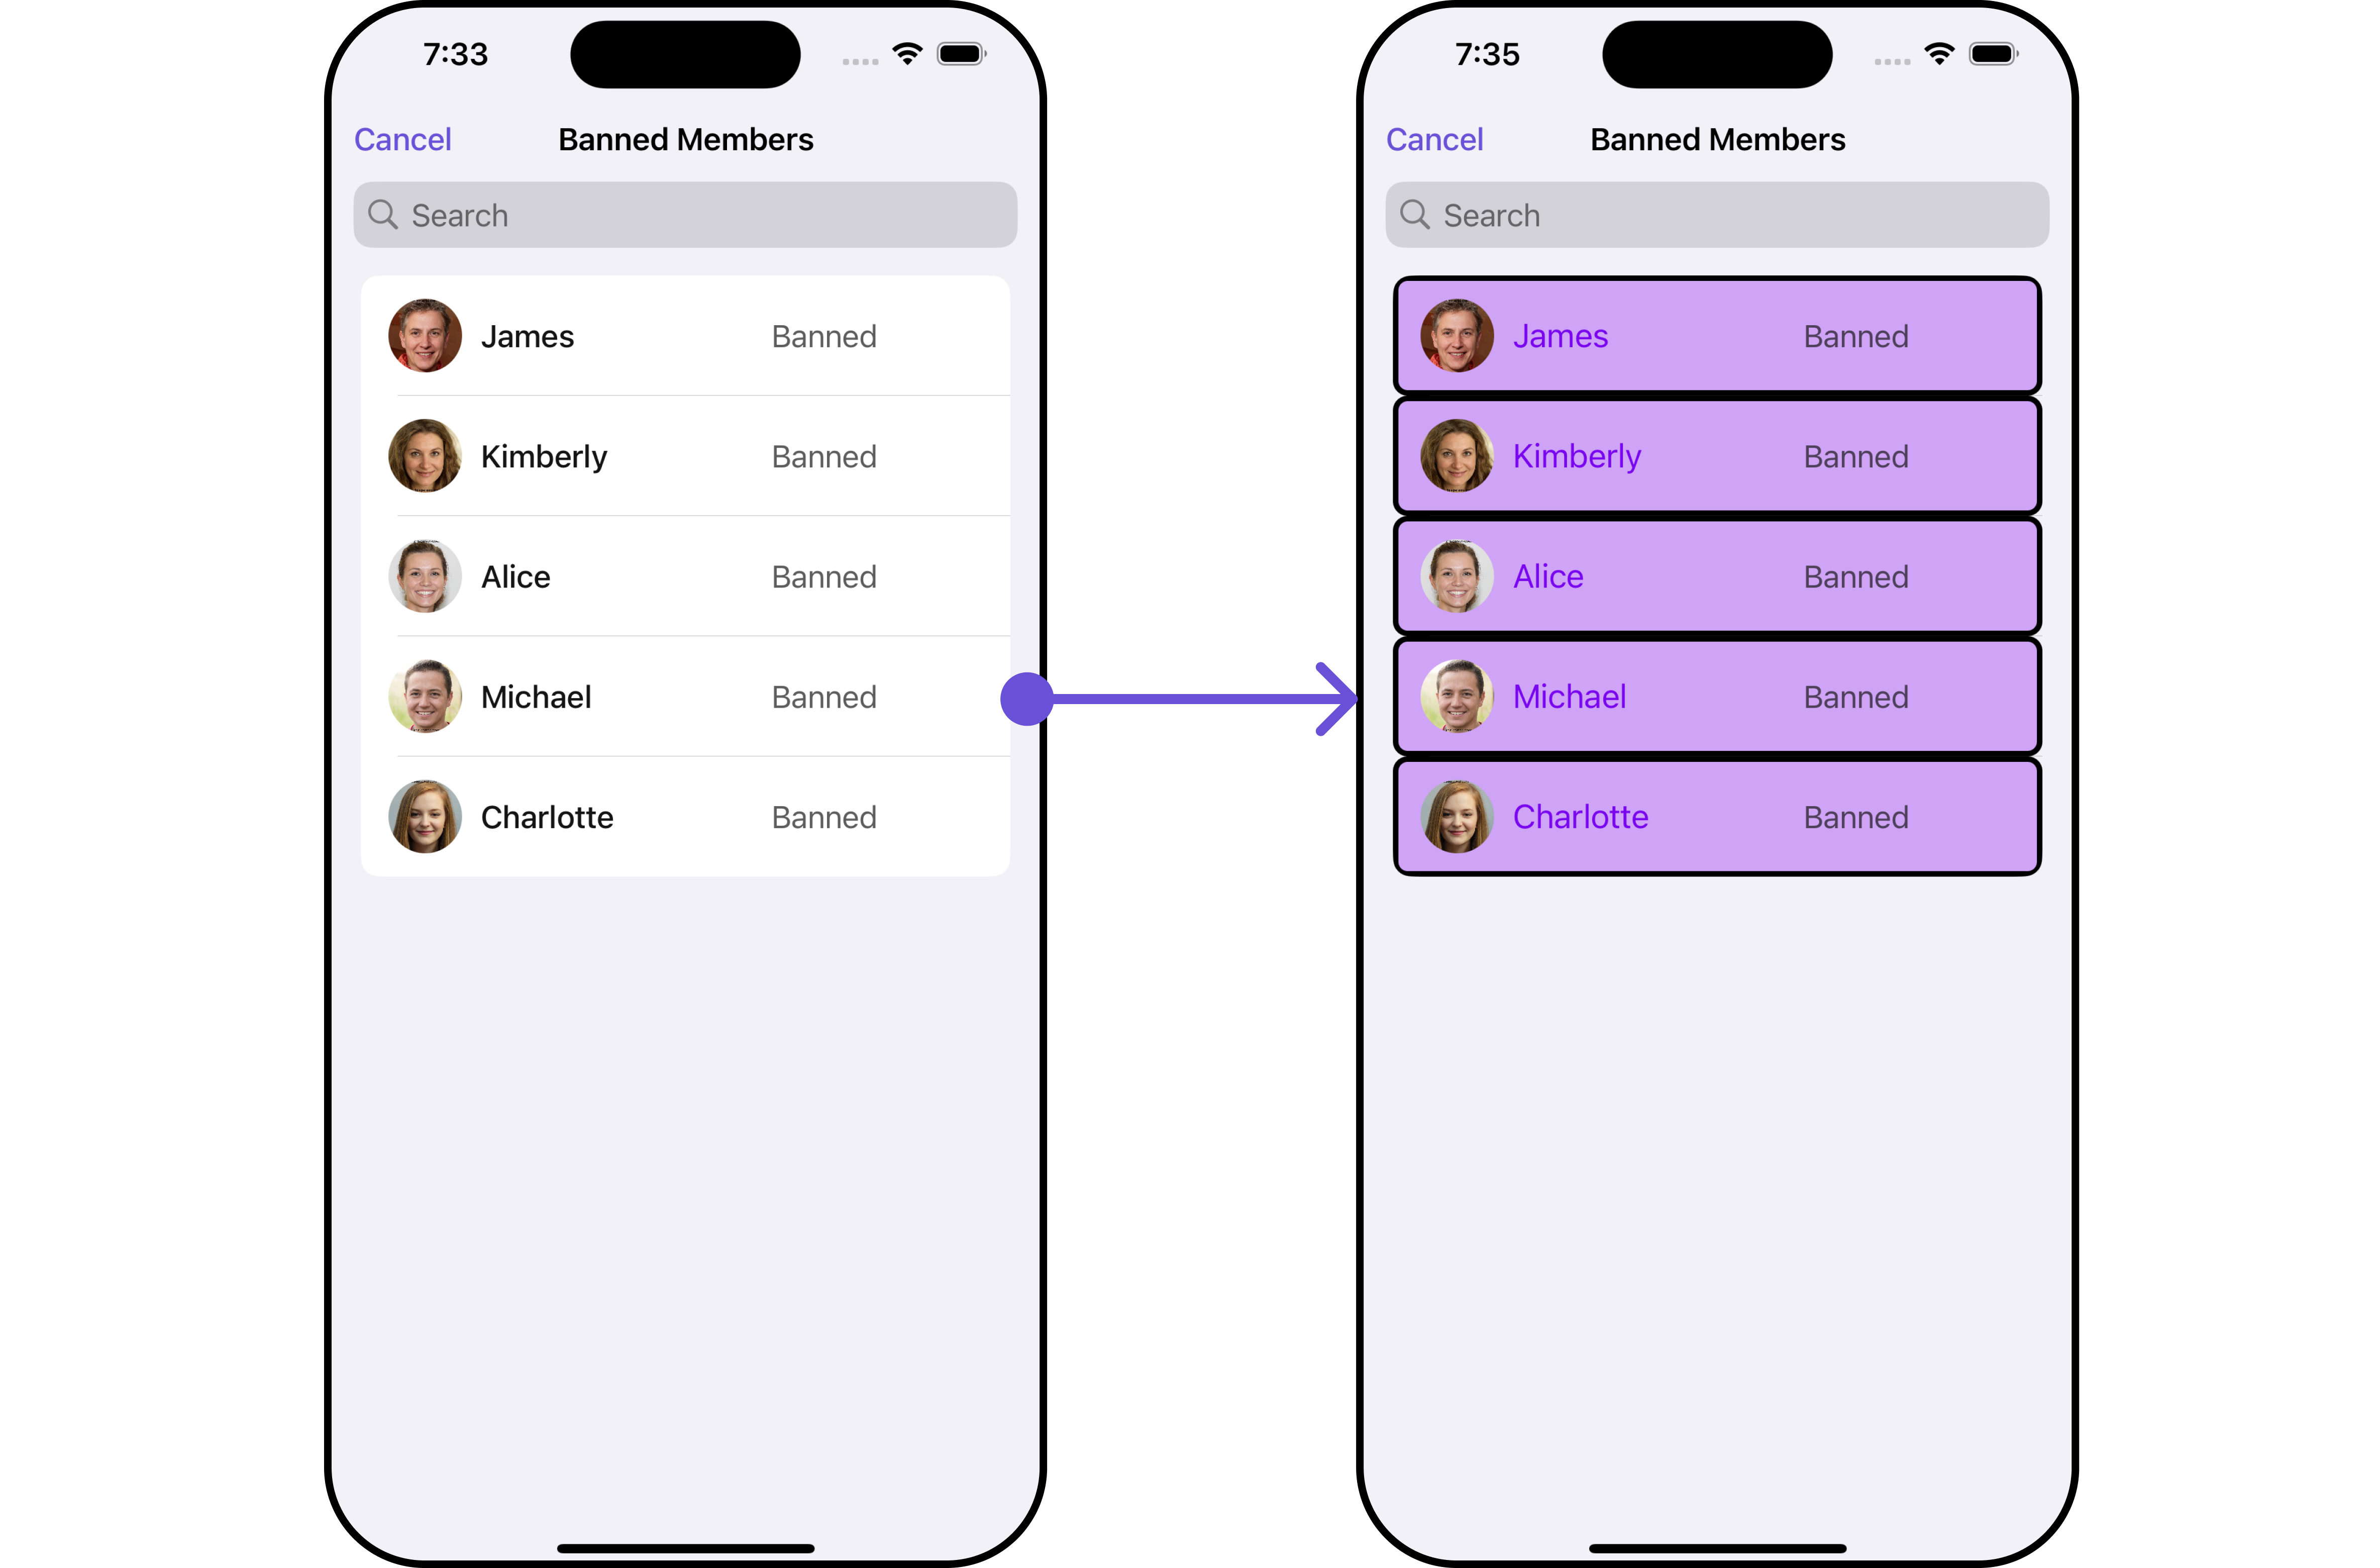 7:33
Cancel Banned Members
Search
James Banned
Kimberly Banned
Alice Banned
Michael Banned
Charlotte Banned
7:35
Cancel Banned Members
Search
James Banned
Kimberly Banned
Alice Banned
Michael Banned
Charlotte Banned